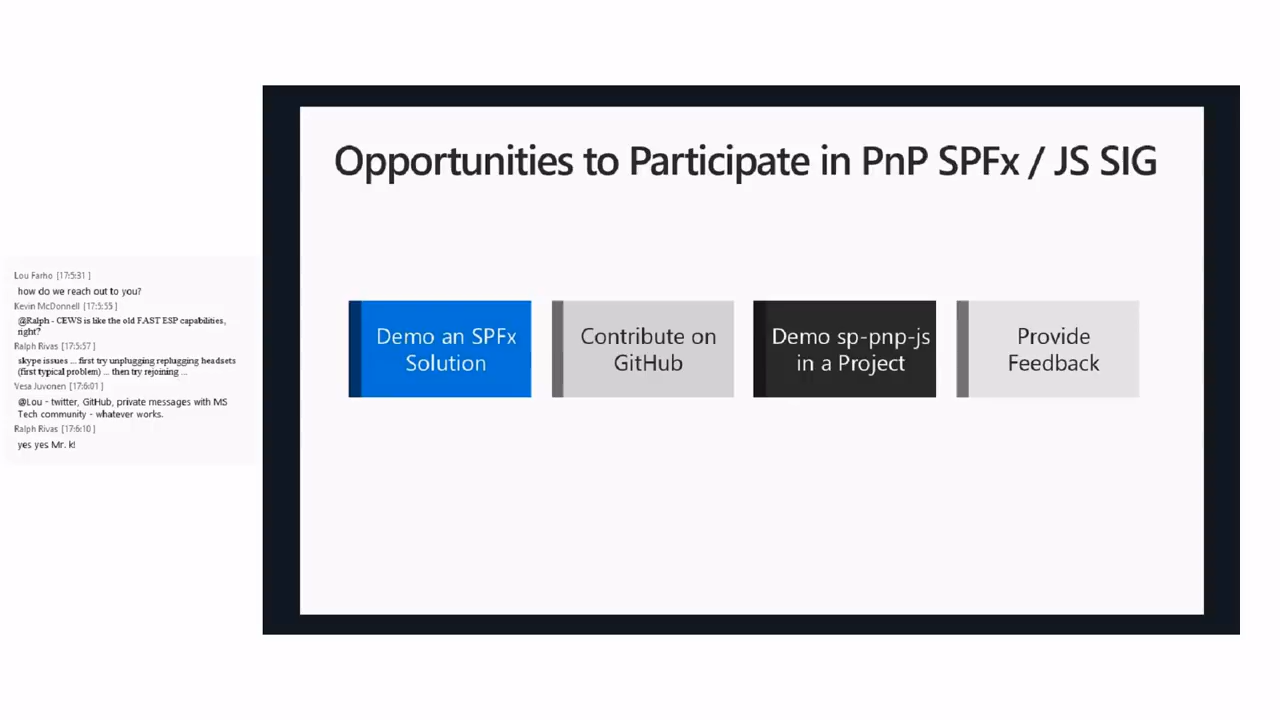 Opportunities to Participate in PnP SPFx / JS SIG
Lou Farho [17:5:31 ]
how do we reach out to you?
Kevin McDonnell [17:5:55 ]
@Ralph - CEWS is like the old FAST ESP capabilities,
right?
Ralph Rivas [17:5:57 ]
skype issues ... first try unplugging replugging headsets
(first typical problem) ... then try rejoining ...
Vesa Juvonen [17:6:01 ]
@Lou - twitter, GitHub, private messages with MS
Tech community - whatever works.
Ralph Rivas [17:6:10 ]
yes yes Mr. k!
Demo an SPFx
Solution
Contribute on
GitHub
Demo sp-pnp-js
in a Project
Provide
Feedback